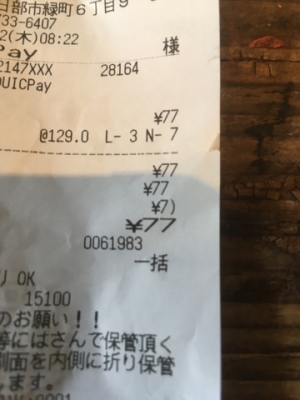 日部市緑町6丁目9
733-6407
2(木)08:22
Pay 様
2147XXX 28164
QUICPay
¥77
@129.0 L- 3 N- 7
¥77
¥77
¥7)
¥77
0061983
一括
リ OK
15100
のお願い!!
等にはさんで保管頂く
刷面を内側に折り保管
します。